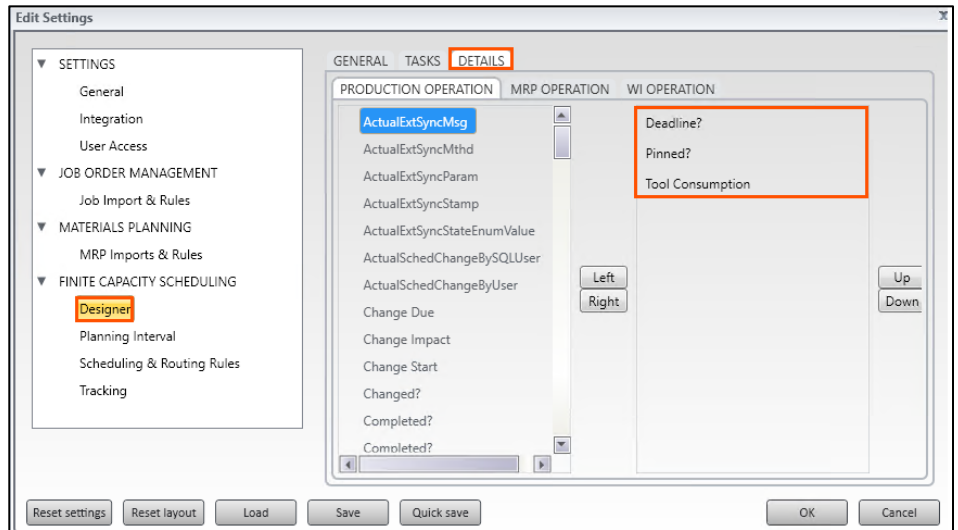 Edit Settings
X
SETTINGS
General
Integration
User Access
JOB ORDER MANAGEMENT
Job Import & Rules
MATERIALS PLANNING
MRP Imports & Rules
FINITE CAPACITY SCHEDULING
Designer
Planning Interval
Scheduling & Routing Rules
Tracking
GENERAL TASKS DETAILS
PRODUCTION OPERATION MRP OPERATION WI OPERATION
ActualExtSyncMsg
ActualExtSyncMthd
ActualExtSyncParam
ActualExtSyncStamp
ActualExtSyncStateEnumValue
ActualSchedChangeBySQLUser
ActualSchedChangeByUser
Change Due
Change Impact
Change Start
Changed?
Completed?
Completed?
Left
Right
Deadline?
Pinned?
Tool Consumption
Up
Down
Reset settings Reset layout Load Save Quick save OK Cancel